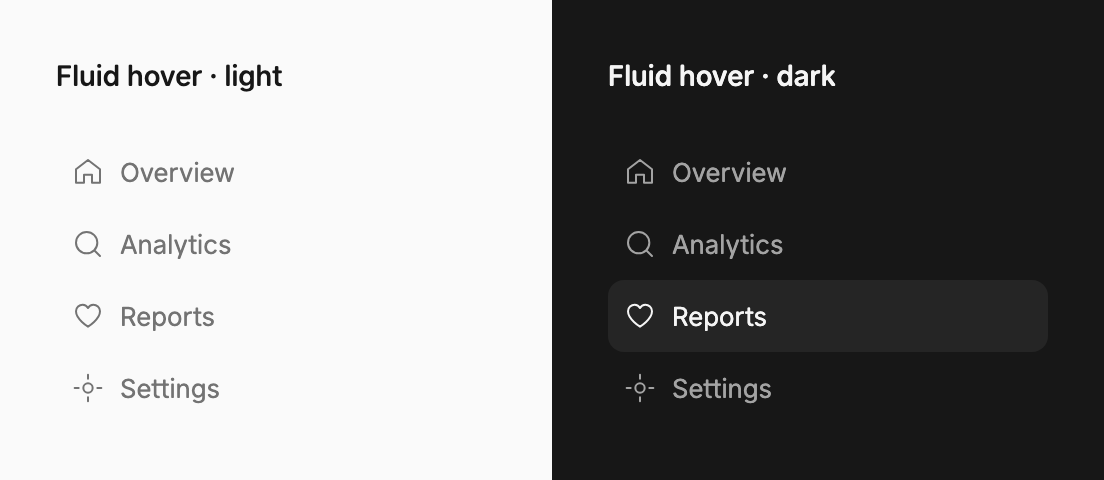 Fluid hover · light
Overview
Analytics
Reports
Settings
Fluid hover · dark
Overview
Analytics
Reports
Settings